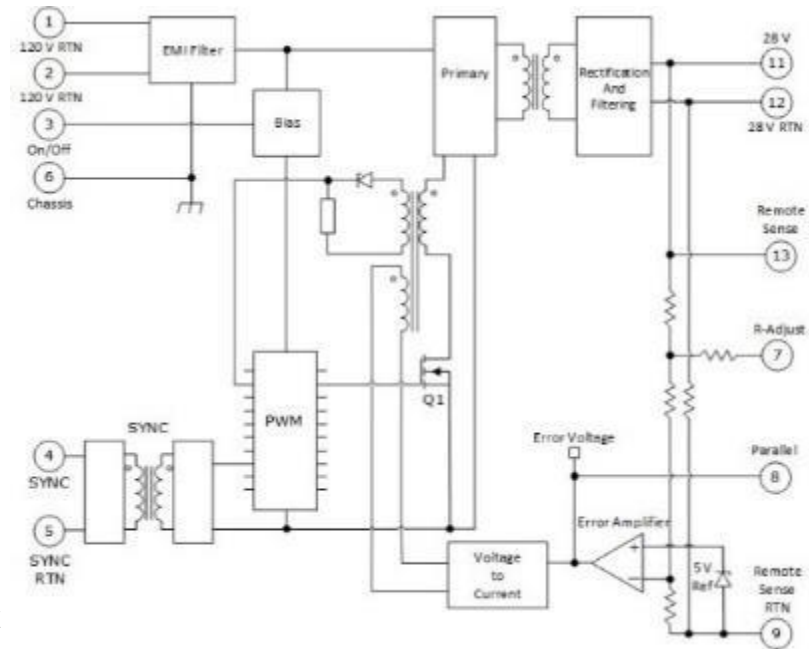 1
120 V RTN
2
120 V RTN
3
On/Off
6
Chassis
EMI Filter
Bias
Primary
Rectification
And
Filtering
28 V
11
12
28 V RTN
Remote
Sense
13
R-Adjust
7
Q1
PWM
SYNC
4
SYNC
5
SYNC
RTN
Error Voltage
Parallel
8
Error Amplifier
Voltage
to
Current
+
−
5 V
Ref
Remote
Sense
RTN
9